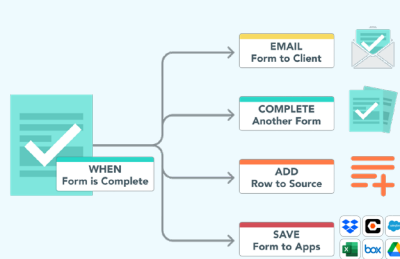 EMAIL
Form to Client
COMPLETE
Another Form
WHEN
Form is Complete
ADD
Row to Source
SAVE
Form to Apps
box